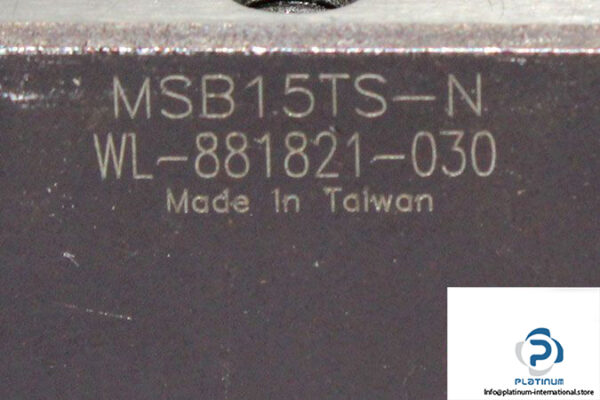 MSB15TS-N
WL-881821-030
Made In Taiwan
PLATINUM
Info@platinum-international.store